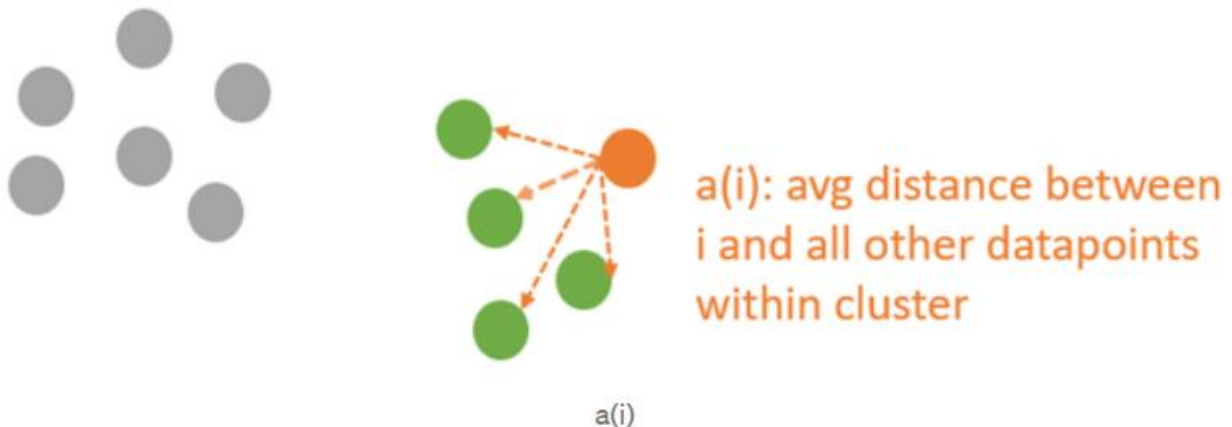 a(i): avg distance between
i and all other datapoints
within cluster
a(i)